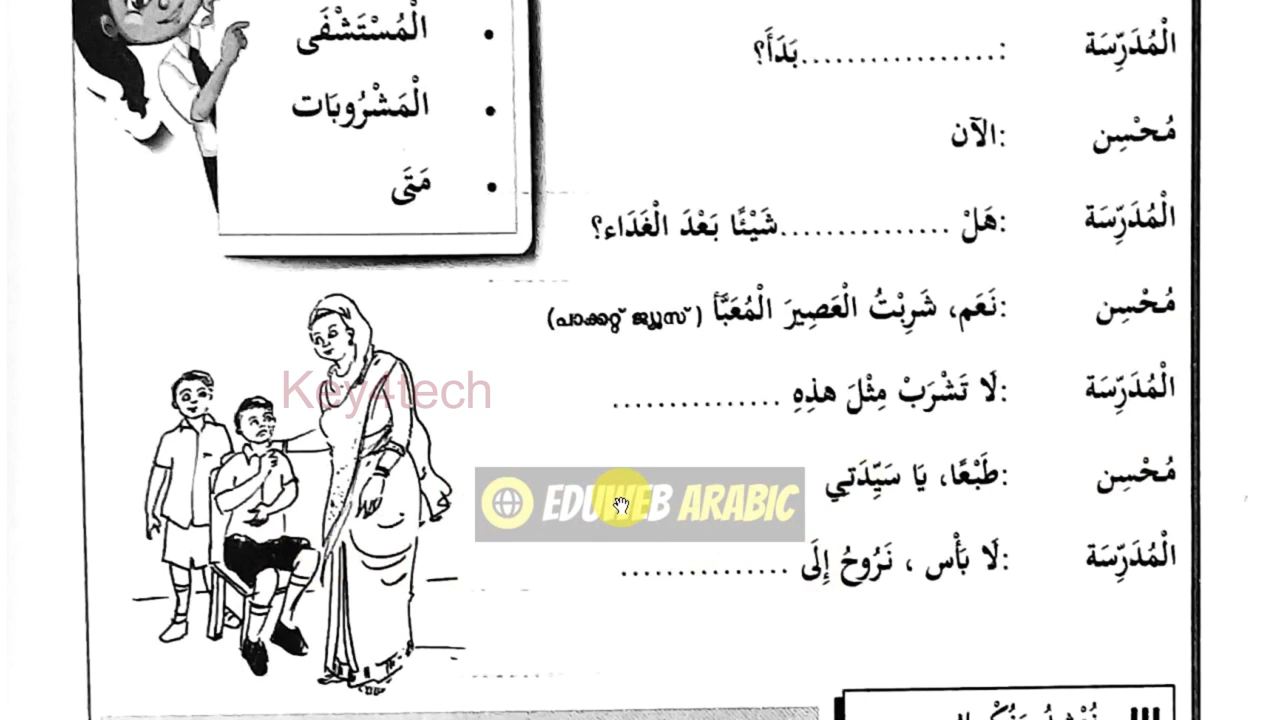 الْمُدَرِّسَة :..................بَدَأَ؟
مُحْسِن :الآن
الْمُدَرِّسَة :هَلْ ................شَيْئًا بَعْدَ الْغَدَاء؟
مُحْسِن :نَعَم، شَرِبْتُ الْعَصِيرَ الْمُعَبَّأَ (പാക്കറ്റ് ജ്യൂസ്)
الْمُدَرِّسَة :لَا تَشْرَبْ مِثْلَ هذِهِ ................
مُحْسِن :طَبْعًا، يَا سَيِّدَتِي
الْمُدَرِّسَة :لَا بَأْس ، نَرُوحُ إِلَى ................
• الْمُسْتَشْفَى
• الْمَشْرُوبَات
• مَتَى
Key4tech
EDUWEB ARABIC